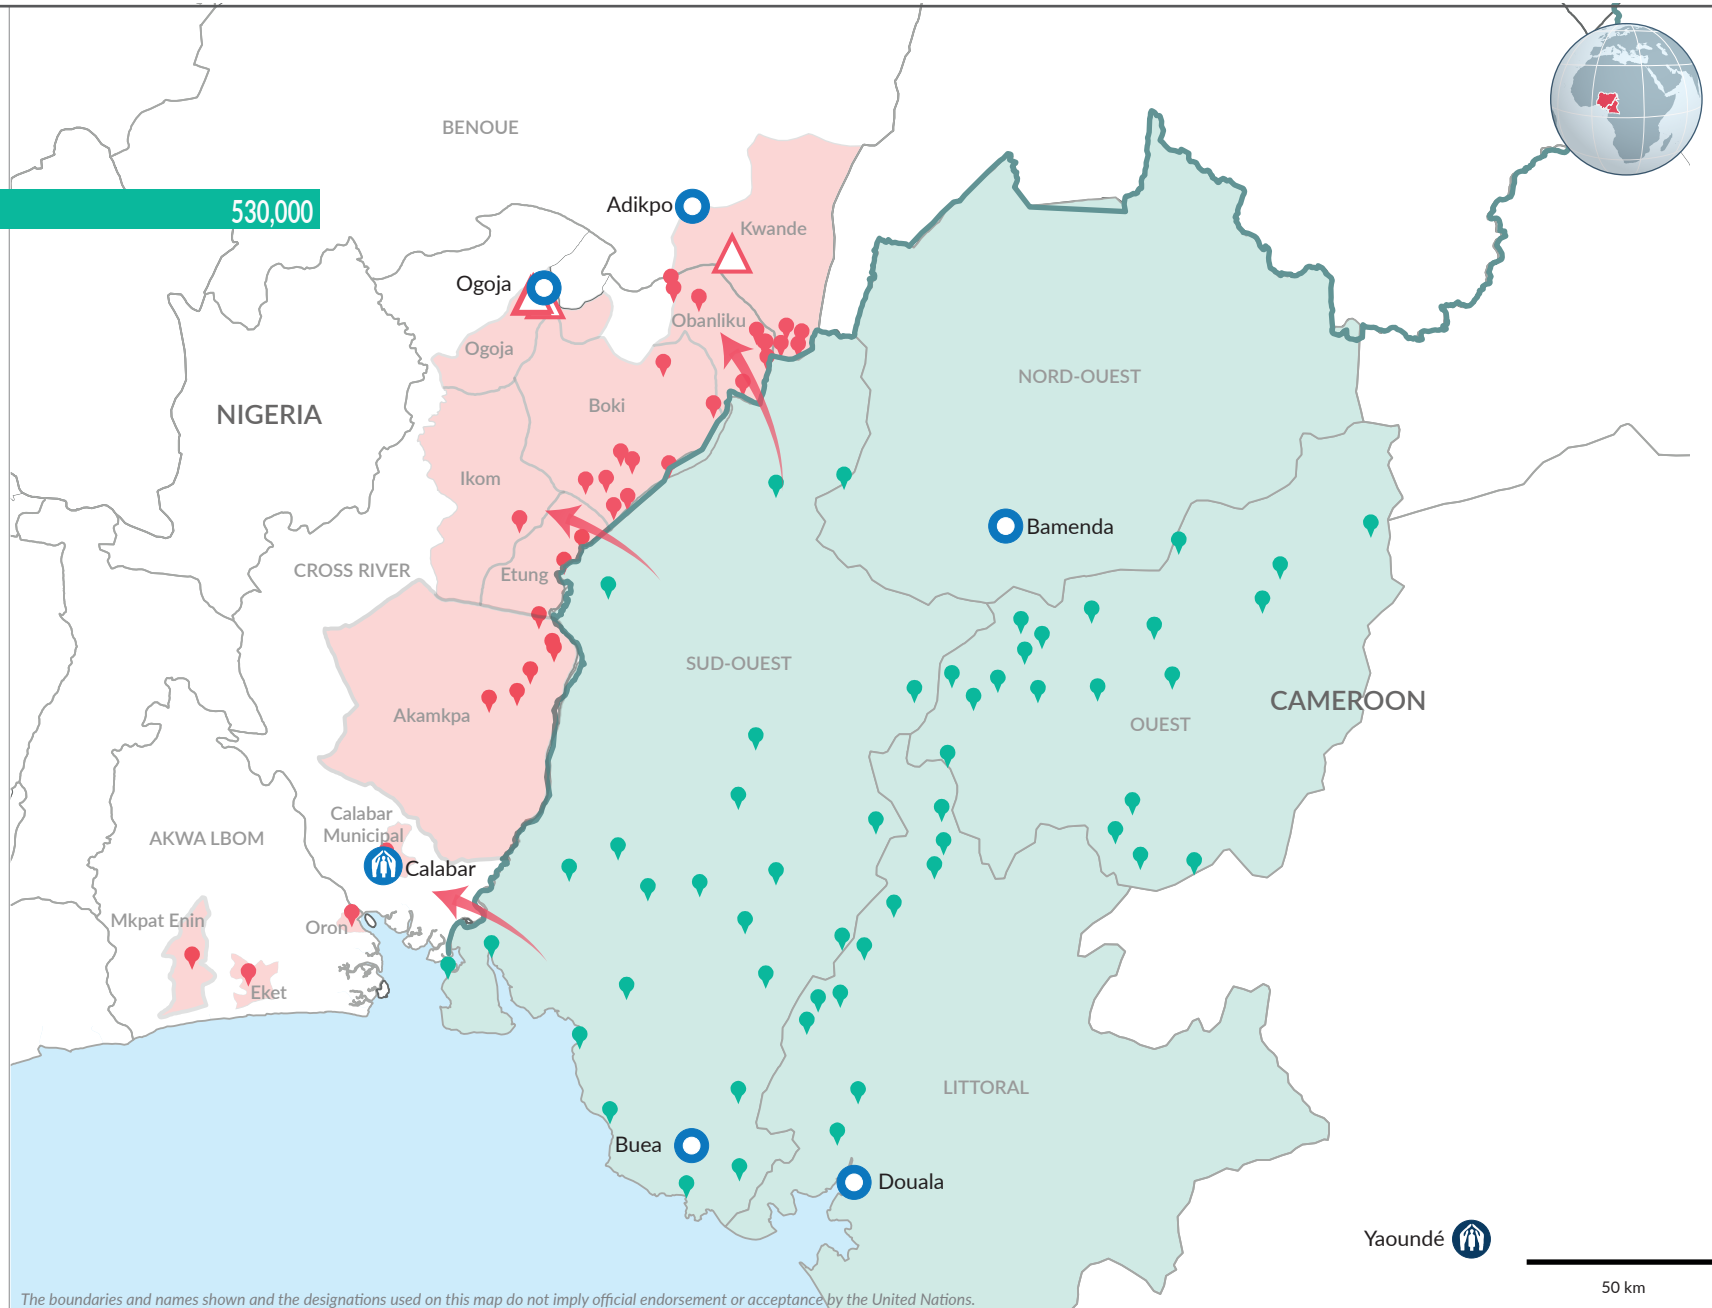 BENOUE
530,000
Adikpo
Kwande
Ogoja
Obanliku
Ogoja
NORD-OUEST
Boki
NIGERIA
Ikom
Bamenda
CROSS RIVER
Etung
SUD-OUEST
CAMEROON
Akamkpa
OUEST
Calabar
Municipal
AKWA LBOM
Calabar
Mkpat Enin
Oron
Eket
LITTORAL
Buea
Douala
Yaoundé
50 km
The boundaries and names shown and the designations used on this map do not imply official endorsement or acceptance by the United Nations.